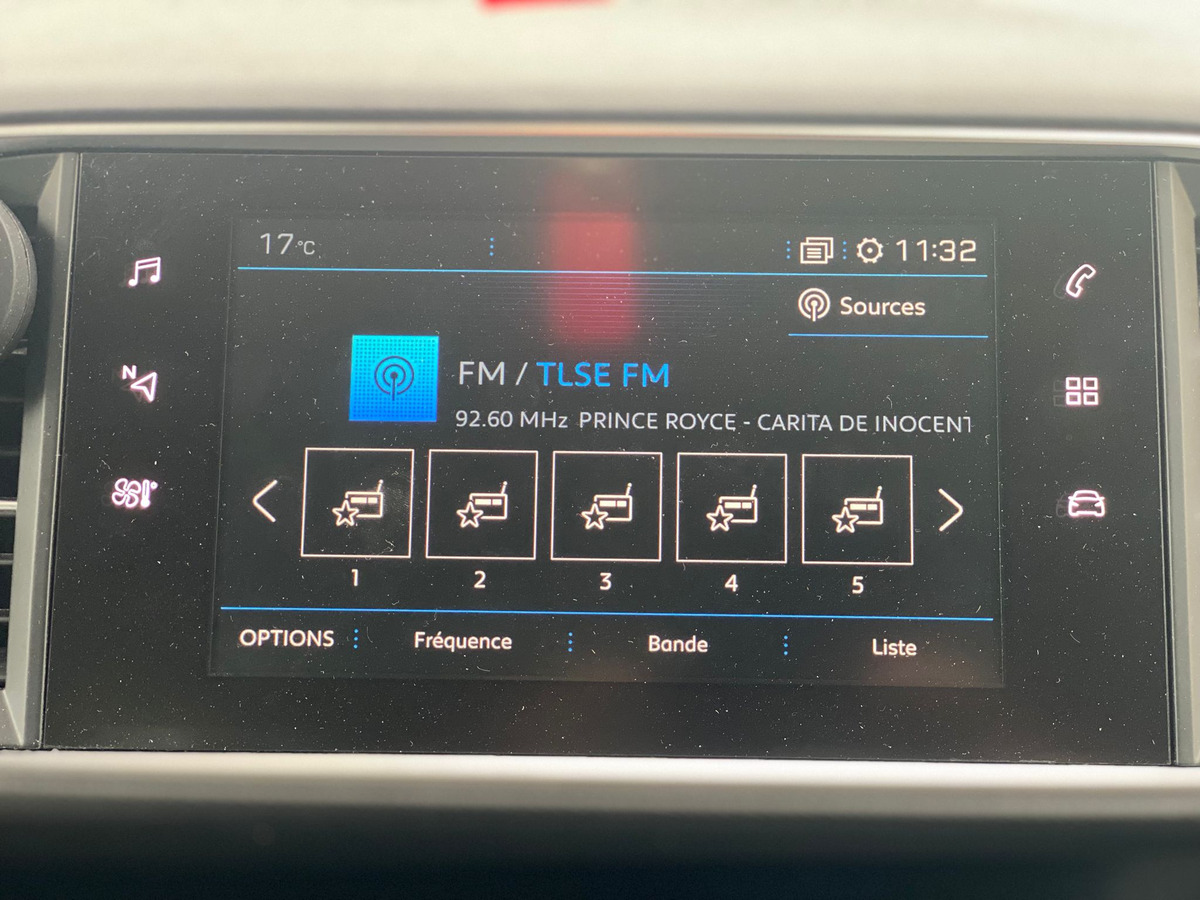 17°C
11:32
Sources
N
FM / TLSE FM
92.60 MHz PRINCE ROYCE - CARITA DE INOCENT
1 2 3 4 5
OPTIONS Fréquence Bande Liste